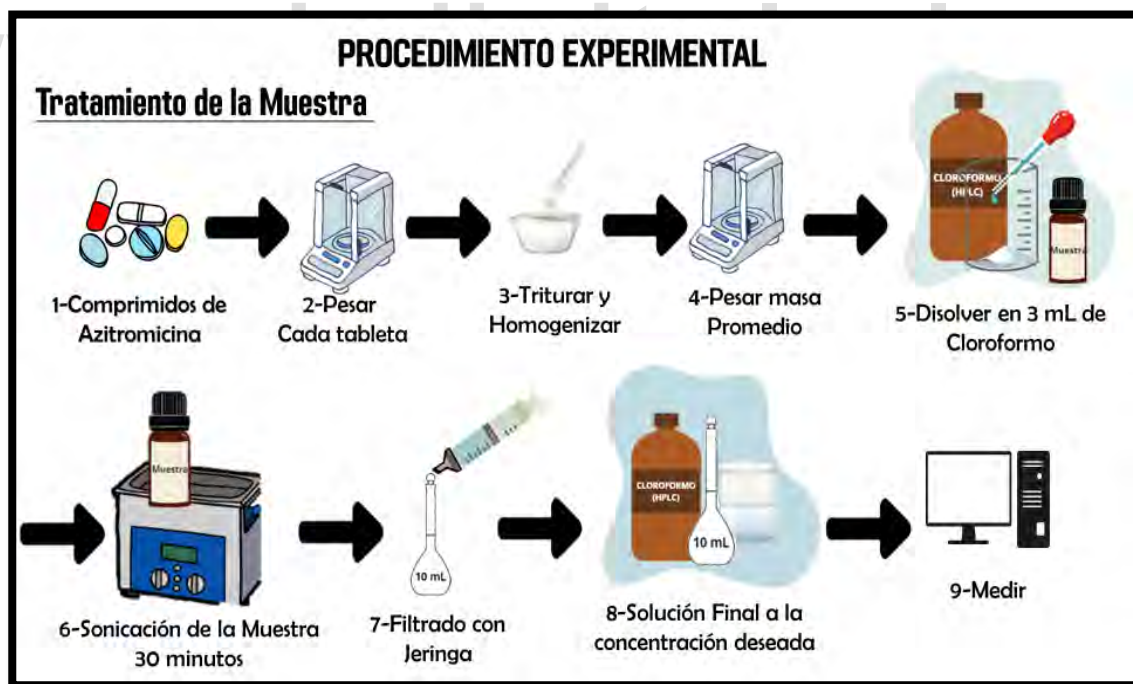 PROCEDIMIENTO EXPERIMENTAL
Tratamiento de la Muestra
CLOROFORMO
(HPLC)
Muestra
1-Comprimidos de
Azitromicina
2-Pesar
Cada tableta
3-Triturar y
Homogenizar
4-Pesar masa
Promedio
5-Disolver en 3 mL de
Cloroformo
Muestra
10 mL
CLOROFORMO
(HPLC)
10 mL
6-Sonicación de la Muestra
30 minutos
7-Filtrado con
Jeringa
8-Solución Final a la
concentración deseada
9-Medir